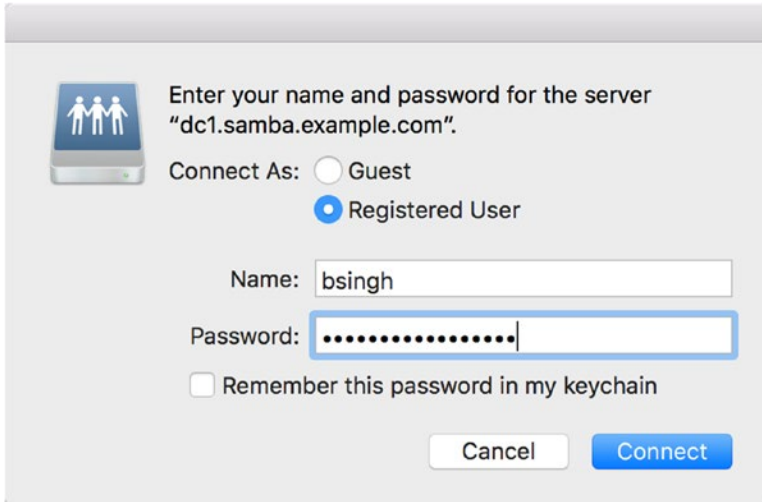 Enter your name and password for the server
“dc1.samba.example.com”.
Connect As: Guest
Registered User
Name: bsingh
Password: •••••••••••••••••
Remember this password in my keychain
Cancel Connect